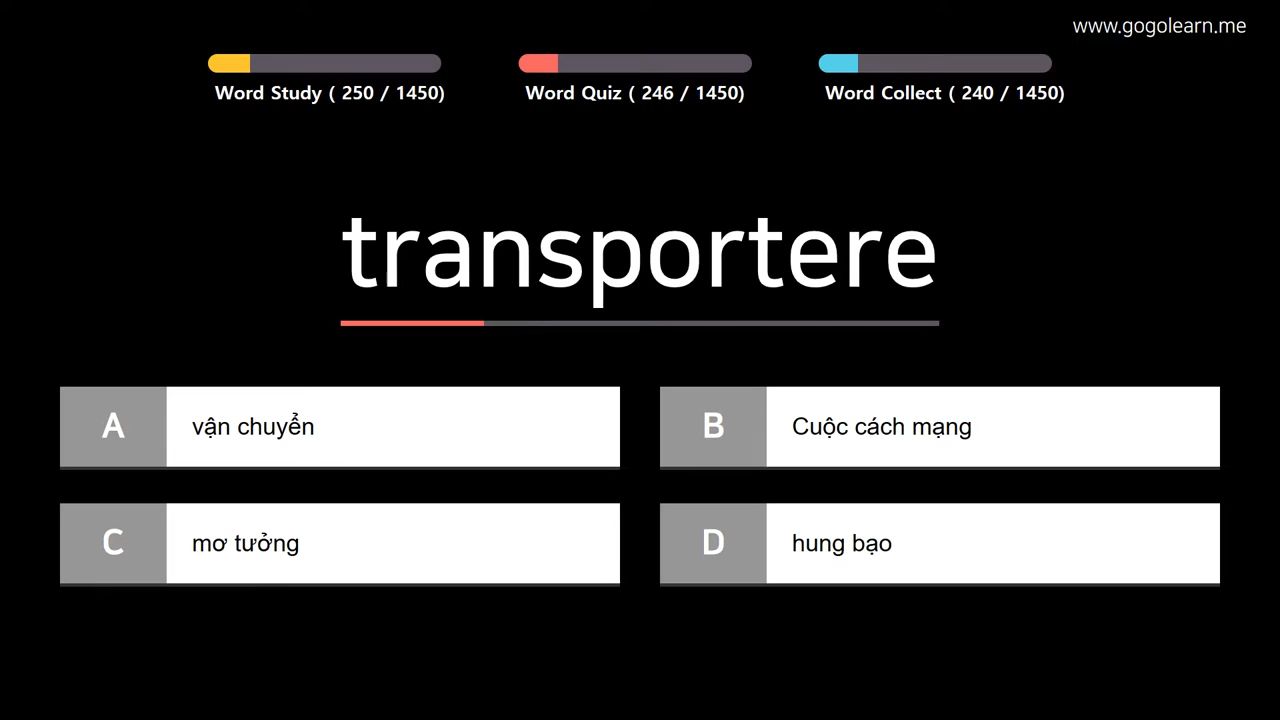 www.gogolearn.me
Word Study ( 250 / 1450)
Word Quiz ( 246 / 1450)
Word Collect ( 240 / 1450)
transportere
A vận chuyển
B Cuộc cách mạng
C mơ tưởng
D hung bạo